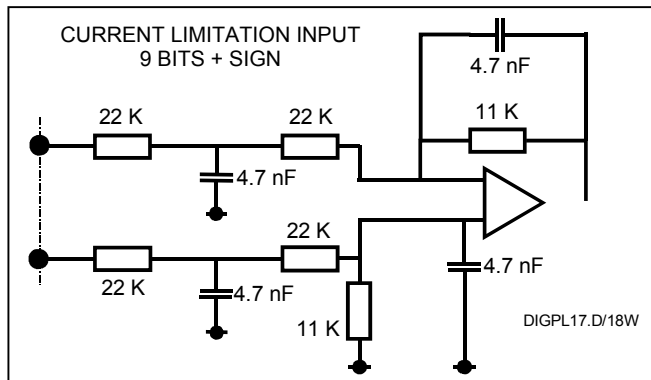 CURRENT LIMITATION INPUT
9 BITS + SIGN
4.7 nF
22 K
22 K
11 K
4.7 nF
22 K
22 K
4.7 nF
4.7 nF
11 K
DIGPL17.D/18W